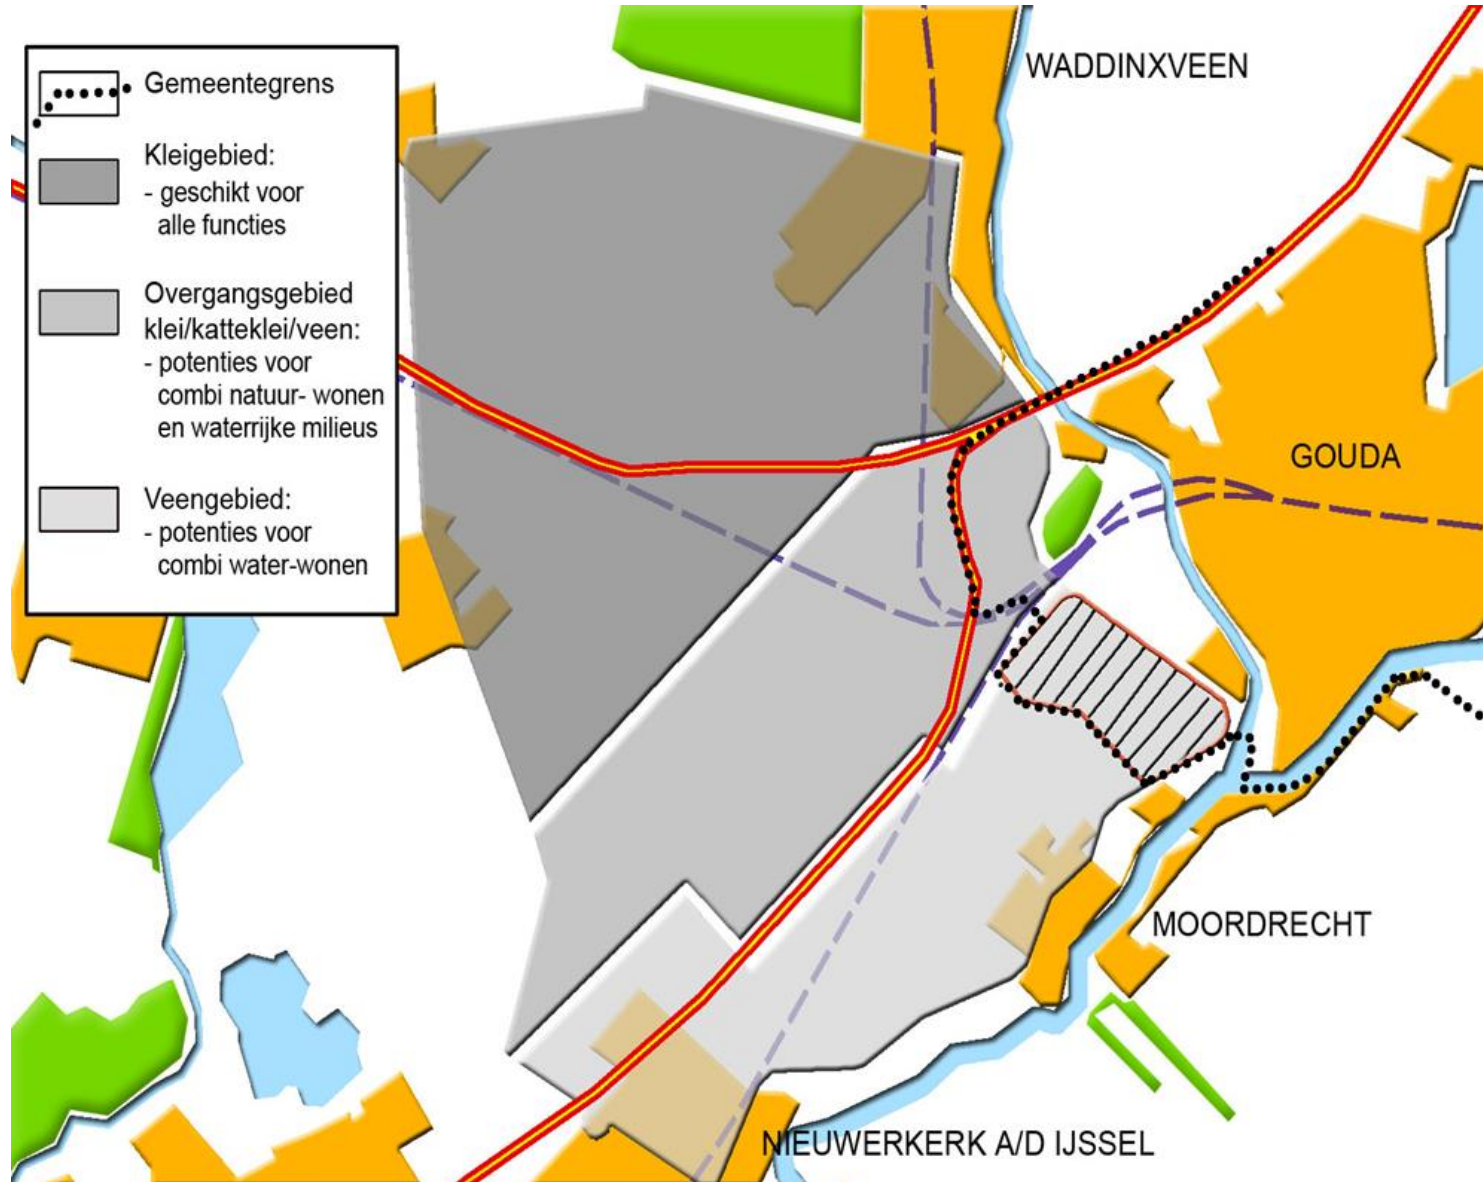 Gemeentegrens
Kleigebied:
- geschikt voor
alle functies
Overgangsgebied
klei/katteklei/veen:
- potenties voor
combi natuur- wonen
en waterrijke milieus
Veengebied:
- potenties voor
combi water-wonen
WADDINXVEEN
GOUDA
MOORDRECHT
NIEUWERKERK A/D IJSSEL